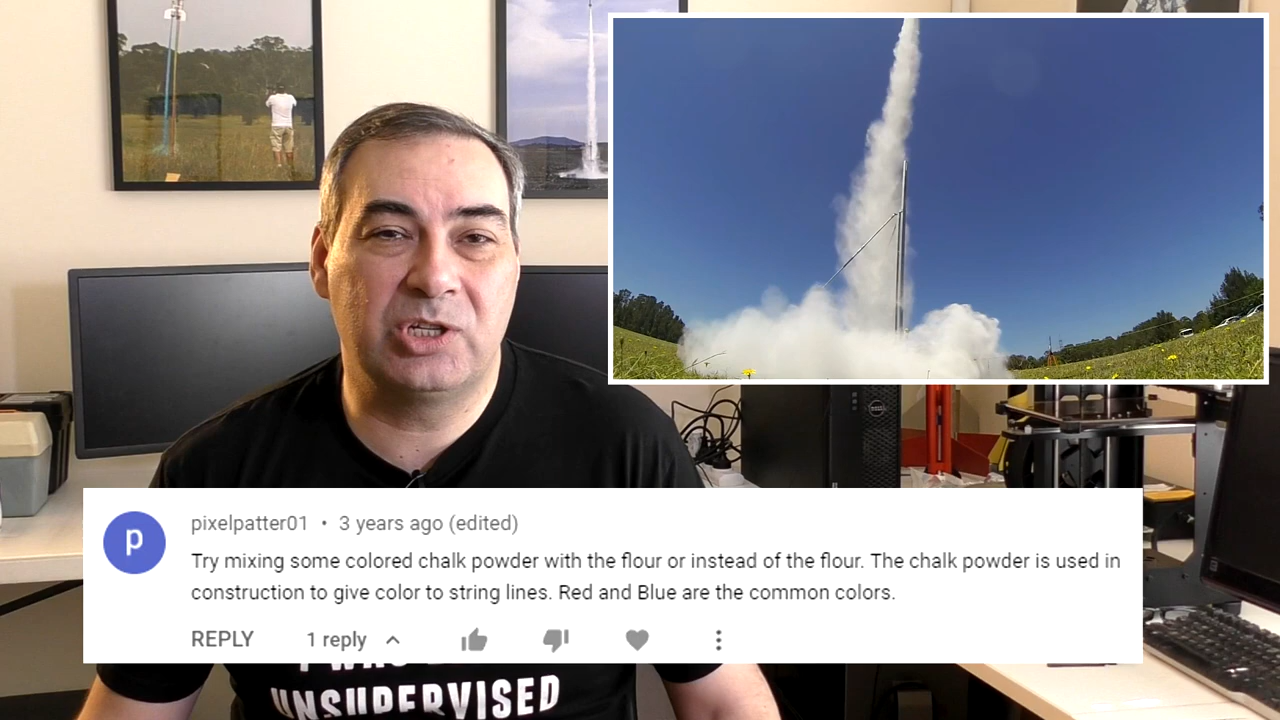 p
pixelpatter01 • 3 years ago (edited)
Try mixing some colored chalk powder with the flour or instead of the flour. The chalk powder is used in
construction to give color to string lines. Red and Blue are the common colors.
REPLY 1 reply
I WAS
UNSUPERVISED